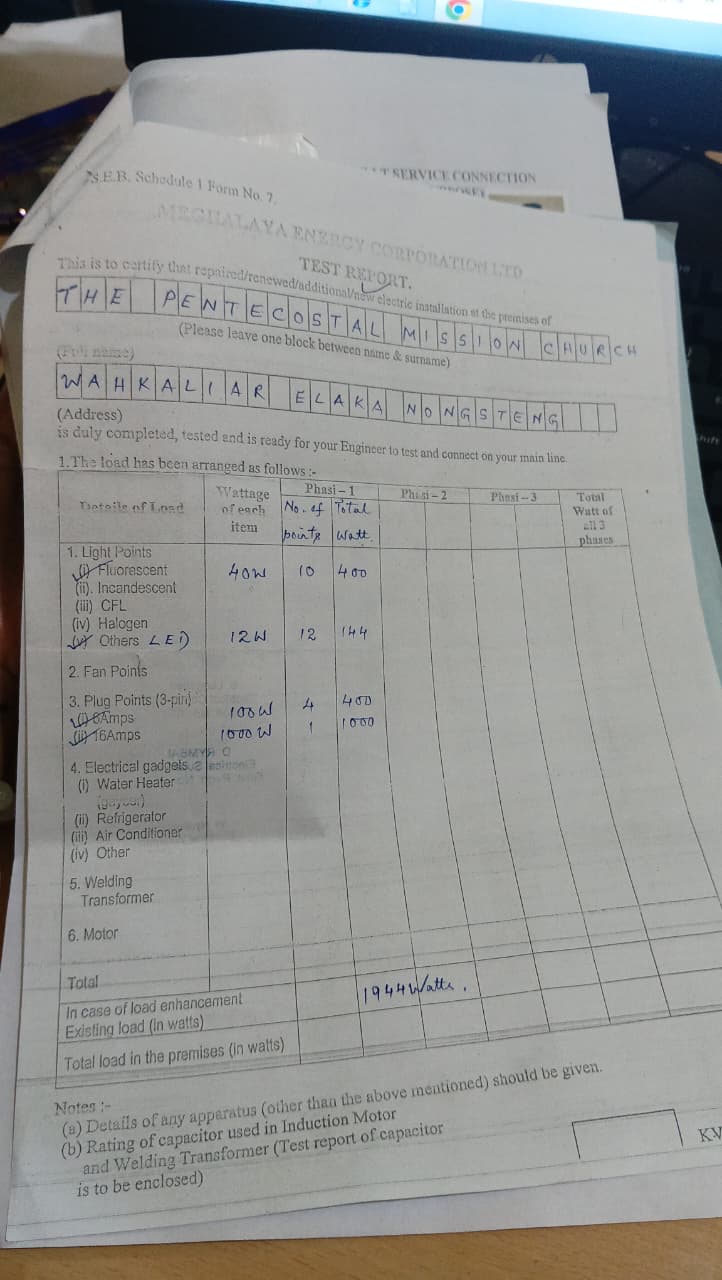 T SERVICE CONNECTION
S.E.B. Schedule 1 Form No. 7.
MEGHALAYA ENERGY CORPORATION LTD
TEST REPORT.
This is to certify that repaired/renewed/additional/new electric installation at the premises of
THE PENTECOSTAL MISSION CHURCH
(Full name) (Please leave one block between name & surname)
WAHKALIAR ELAKA NONGSTENG
(Address)
is duly completed, tested and is ready for your Engineer to test and connect on your main line.
1.The load has been arranged as follows :-
Details of Load Wattage of each item Phasi – 1 Phasi – 2 Phasi – 3 Total Watt of all 3 phases
No. of points Total Watt.
1. Light Points
(i) Fluorescent 40W 10 400
(ii). Incandescent
(iii) CFL
(iv) Halogen
(v) Others LED 12W 12 144
2. Fan Points
3. Plug Points (3-pin)
(i) 6Amps 100W 4 400
(ii) 16Amps 1000W 1 1000
4. Electrical gadgets
(i) Water Heater
(geyser)
(ii) Refrigerator
(iii) Air Conditioner
(iv) Other
5. Welding
Transformer
6. Motor
Total 1944 Watts.
In case of load enhancement
Existing load (in watts)
Total load in the premises (in watts)
Notes :-
(a) Details of any apparatus (other than the above mentioned) should be given.
(b) Rating of capacitor used in Induction Motor
and Welding Transformer (Test report of capacitor
is to be enclosed) KV